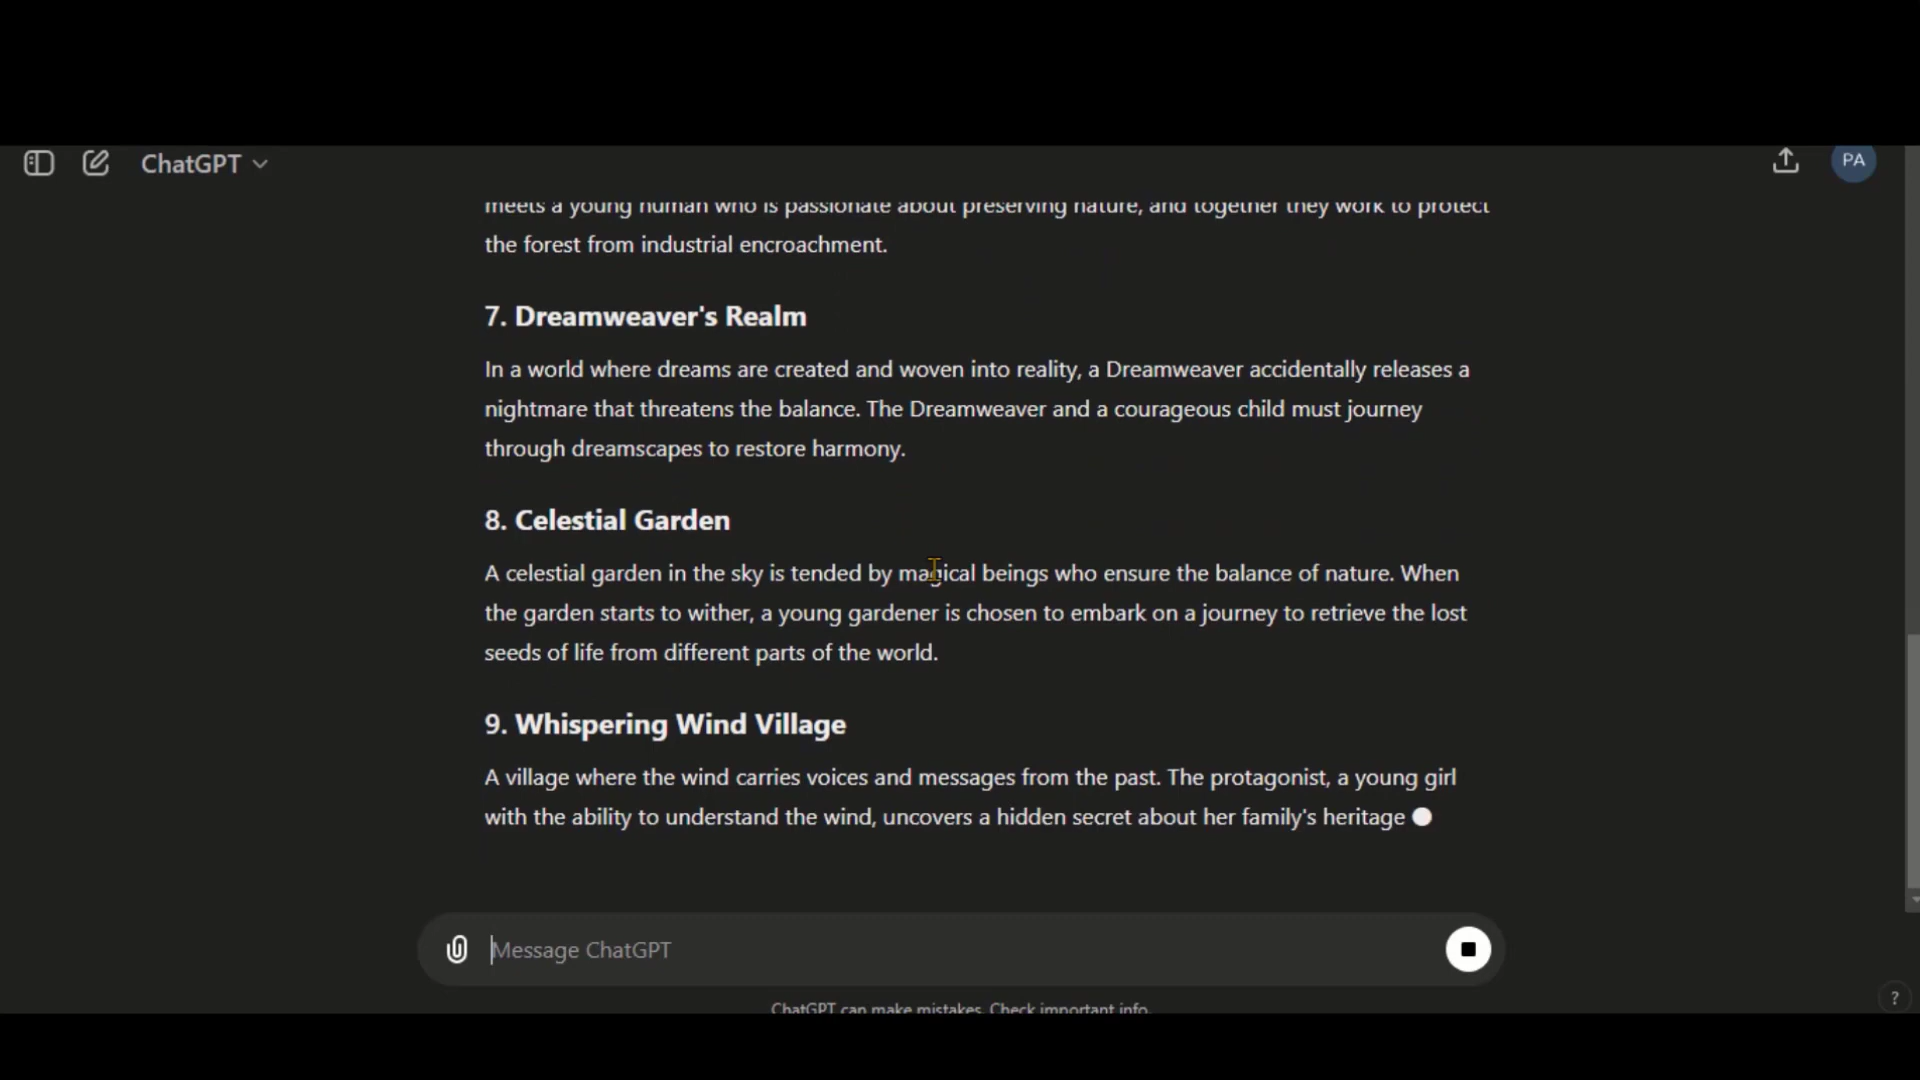 ChatGPT
PA
meets a young human who is passionate about preserving nature, and together they work to protect
the forest from industrial encroachment.
7. Dreamweaver's Realm
In a world where dreams are created and woven into reality, a Dreamweaver accidentally releases a
nightmare that threatens the balance. The Dreamweaver and a courageous child must journey
through dreamscapes to restore harmony.
8. Celestial Garden
A celestial garden in the sky is tended by magical beings who ensure the balance of nature. When
the garden starts to wither, a young gardener is chosen to embark on a journey to retrieve the lost
seeds of life from different parts of the world.
9. Whispering Wind Village
A village where the wind carries voices and messages from the past. The protagonist, a young girl
with the ability to understand the wind, uncovers a hidden secret about her family's heritage
Message ChatGPT
ChatGPT can make mistakes. Check important info.
?